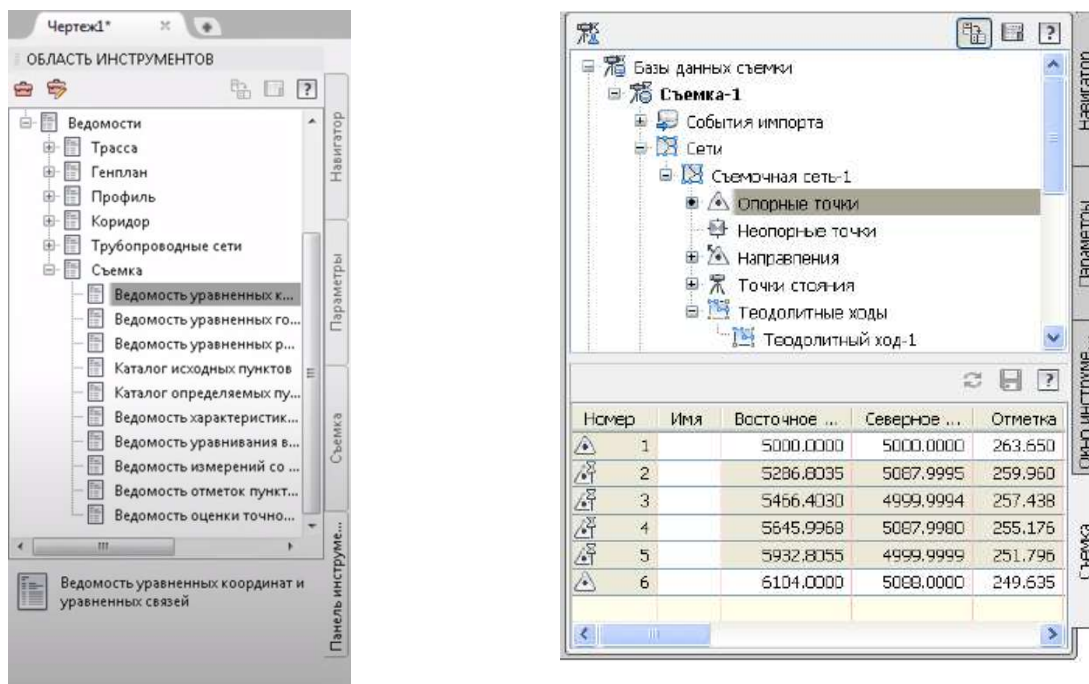 Чертеж1*
ОБЛАСТЬ ИНСТРУМЕНТОВ
Ведомости
Трасса
Генплан
Профиль
Коридор
Трубопроводные сети
Съемка
Ведомость уравненных к...
Ведомость уравненных го...
Ведомость уравненных р...
Каталог исходных пунктов
Каталог определяемых пу...
Ведомость характеристик...
Ведомость уравнивания в...
Ведомость измерений со ...
Ведомость отметок пункт...
Ведомость оценки точно...
Ведомость уравненных координат и
уравненных связей
Навигатор
Параметры
Съемка
Панель инструме...
Базы данных съемки
Съемка-1
События импорта
Сети
Съемочная сеть-1
Опорные точки
Неопорные точки
Направления
Точки стояния
Теодолитные ходы
Теодолитный ход-1
Номер Имя Восточное ... Северное ... Отметка
1 5000.0000 5000.0000 263.650
2 5286.8035 5087.9995 259.960
3 5466.4030 4999.9994 257.438
4 5645.9968 5087.9980 255.176
5 5932.8055 4999.9999 251.796
6 6104.0000 5088.0000 249.635
Навигатор
Параметры
Окно инструме...
Съемка